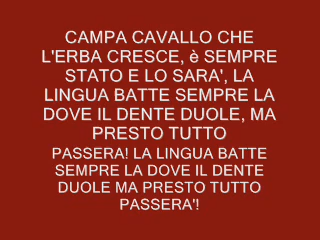 CAMPA CAVALLO CHE
L'ERBA CRESCE, è SEMPRE
STATO E LO SARA', LA
LINGUA BATTE SEMPRE LA
DOVE IL DENTE DUOLE, MA
PRESTO TUTTO
PASSERA! LA LINGUA BATTE
SEMPRE LA DOVE IL DENTE
DUOLE MA PRESTO TUTTO
PASSERA'!